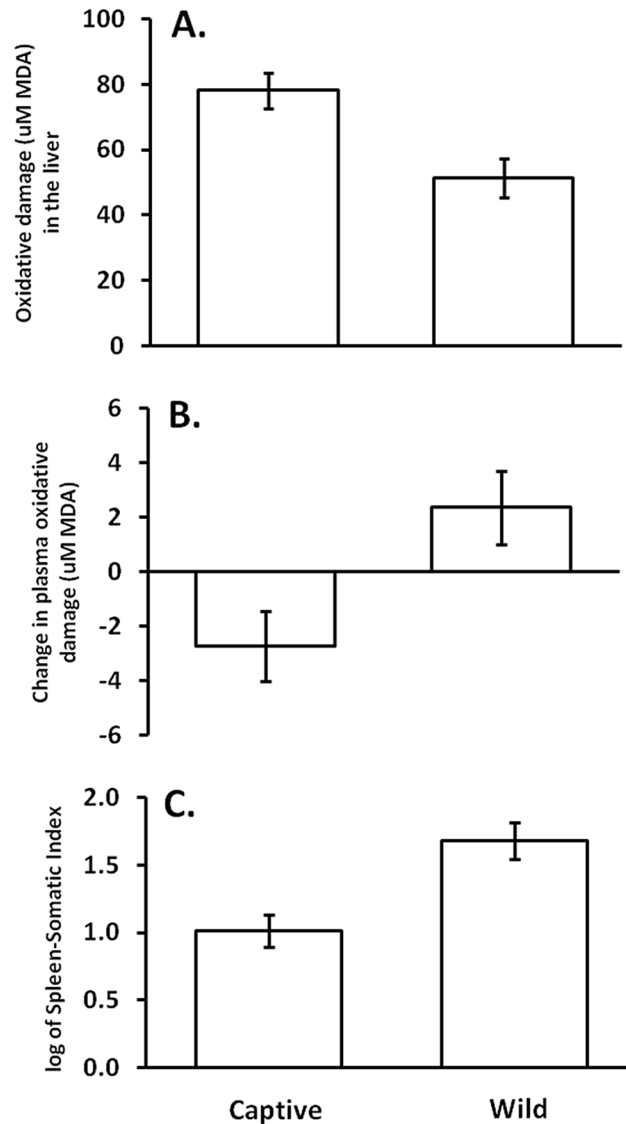 A.
Oxidative damage (uM MDA)
in the liver
100
80
60
40
20
0
B.
Change in plasma oxidative
damage (uM MDA)
6
4
2
0
-2
-4
-6
C.
log of Spleen-Somatic Index
2.0
1.5
1.0
0.5
0.0
Captive Wild